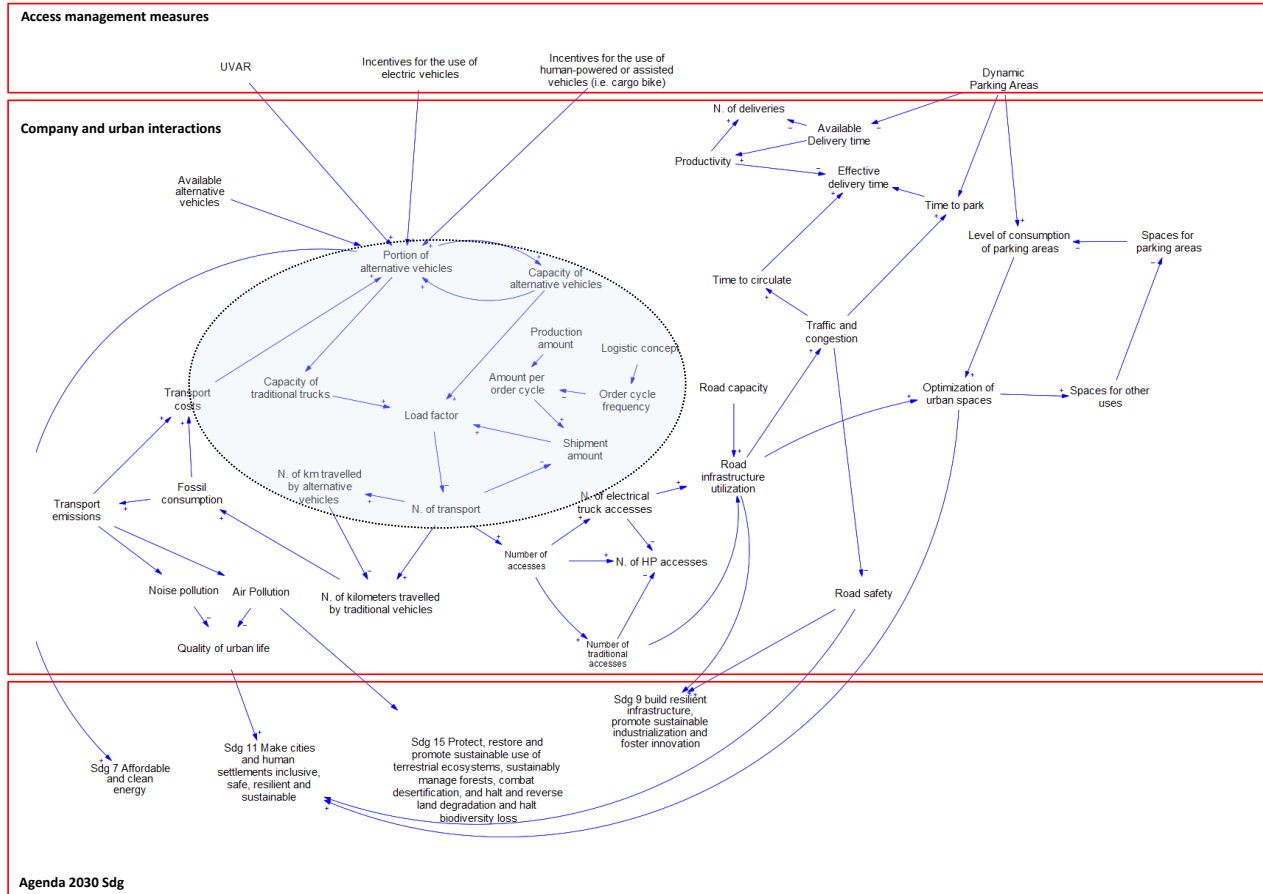 Access management measures
UVAR
Incentives for the use of
electric vehicles
Incentives for the use of
human-powered or assisted
vehicles (i.e. cargo bike)
Dynamic
Parking Areas
Company and urban interactions
N. of deliveries
Available
Delivery time
Productivity
Effective
delivery time
Available
alternative
vehicles
Time to park
Portion of
alternative vehicles
Capacity of
alternative vehicles
Level of consumption
of parking areas
Spaces for
parking areas
Time to circulate
Traffic and
congestion
Production
amount
Logistic concept
Transport
costs
Capacity of
traditional trucks
Amount per
order cycle
Order cycle
frequency
Road capacity
Optimization of
urban spaces
Spaces for other
uses
Load factor
Shipment
amount
Road
infrastructure
utilization
N. of km travelled
by alternative
vehicles
Fossil
consumption
Transport
emissions
N. of transport
N. of electrical
truck accesses
Number of
accesses
N. of HP accesses
Noise pollution
Air Pollution
N. of kilometers travelled
by traditional vehicles
Road safety
Quality of urban life
Number of
traditional
accesses
Sdg 9 build resilient
infrastructure,
promote sustainable
industrialization and
foster innovation
Sdg 7 Affordable
and clean
energy
Sdg 11 Make cities
and human
settlements inclusive,
safe, resilient and
sustainable
Sdg 15 Protect, restore and
promote sustainable use of
terrestrial ecosystems, sustainably
manage forests, combat
desertification, and halt and reverse
land degradation and halt
biodiversity loss
Agenda 2030 Sdg